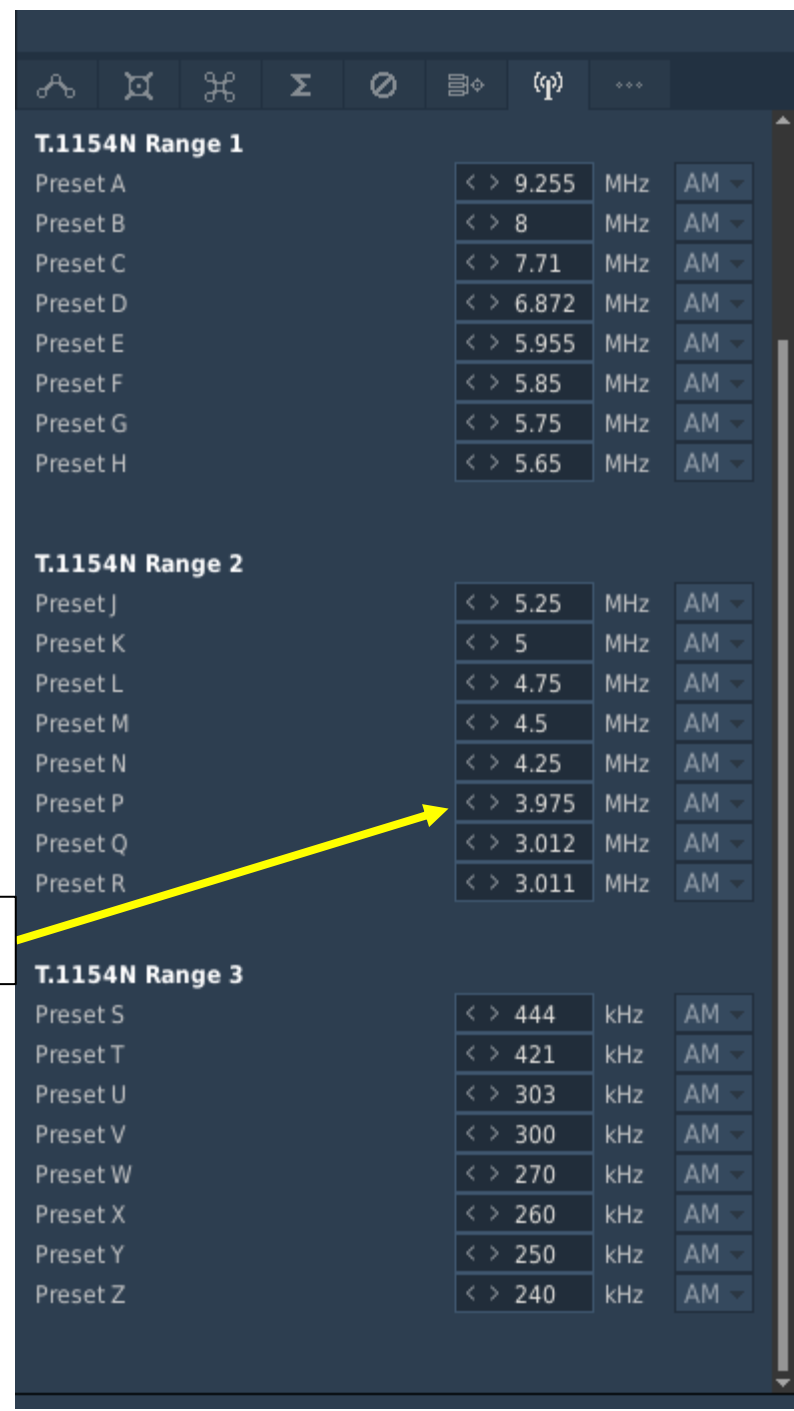 T.1154N Range 1
Preset A < > 9.255 MHz AM
Preset B < > 8 MHz AM
Preset C < > 7.71 MHz AM
Preset D < > 6.872 MHz AM
Preset E < > 5.955 MHz AM
Preset F < > 5.85 MHz AM
Preset G < > 5.75 MHz AM
Preset H < > 5.65 MHz AM
T.1154N Range 2
Preset J < > 5.25 MHz AM
Preset K < > 5 MHz AM
Preset L < > 4.75 MHz AM
Preset M < > 4.5 MHz AM
Preset N < > 4.25 MHz AM
Preset P < > 3.975 MHz AM
Preset Q < > 3.012 MHz AM
Preset R < > 3.011 MHz AM
T.1154N Range 3
Preset S < > 444 kHz AM
Preset T < > 421 kHz AM
Preset U < > 303 kHz AM
Preset V < > 300 kHz AM
Preset W < > 270 kHz AM
Preset X < > 260 kHz AM
Preset Y < > 250 kHz AM
Preset Z < > 240 kHz AM